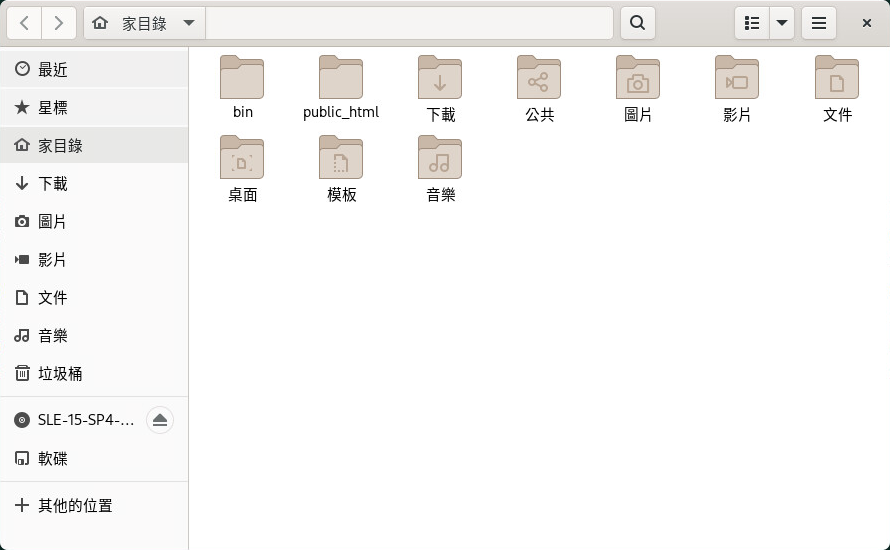 家目錄
最近
星標
家目錄
下載
圖片
影片
文件
音樂
垃圾桶
SLE-15-SP4-...
軟碟
其他的位置
bin
public_html
下載
公共
圖片
影片
文件
桌面
模板
音樂